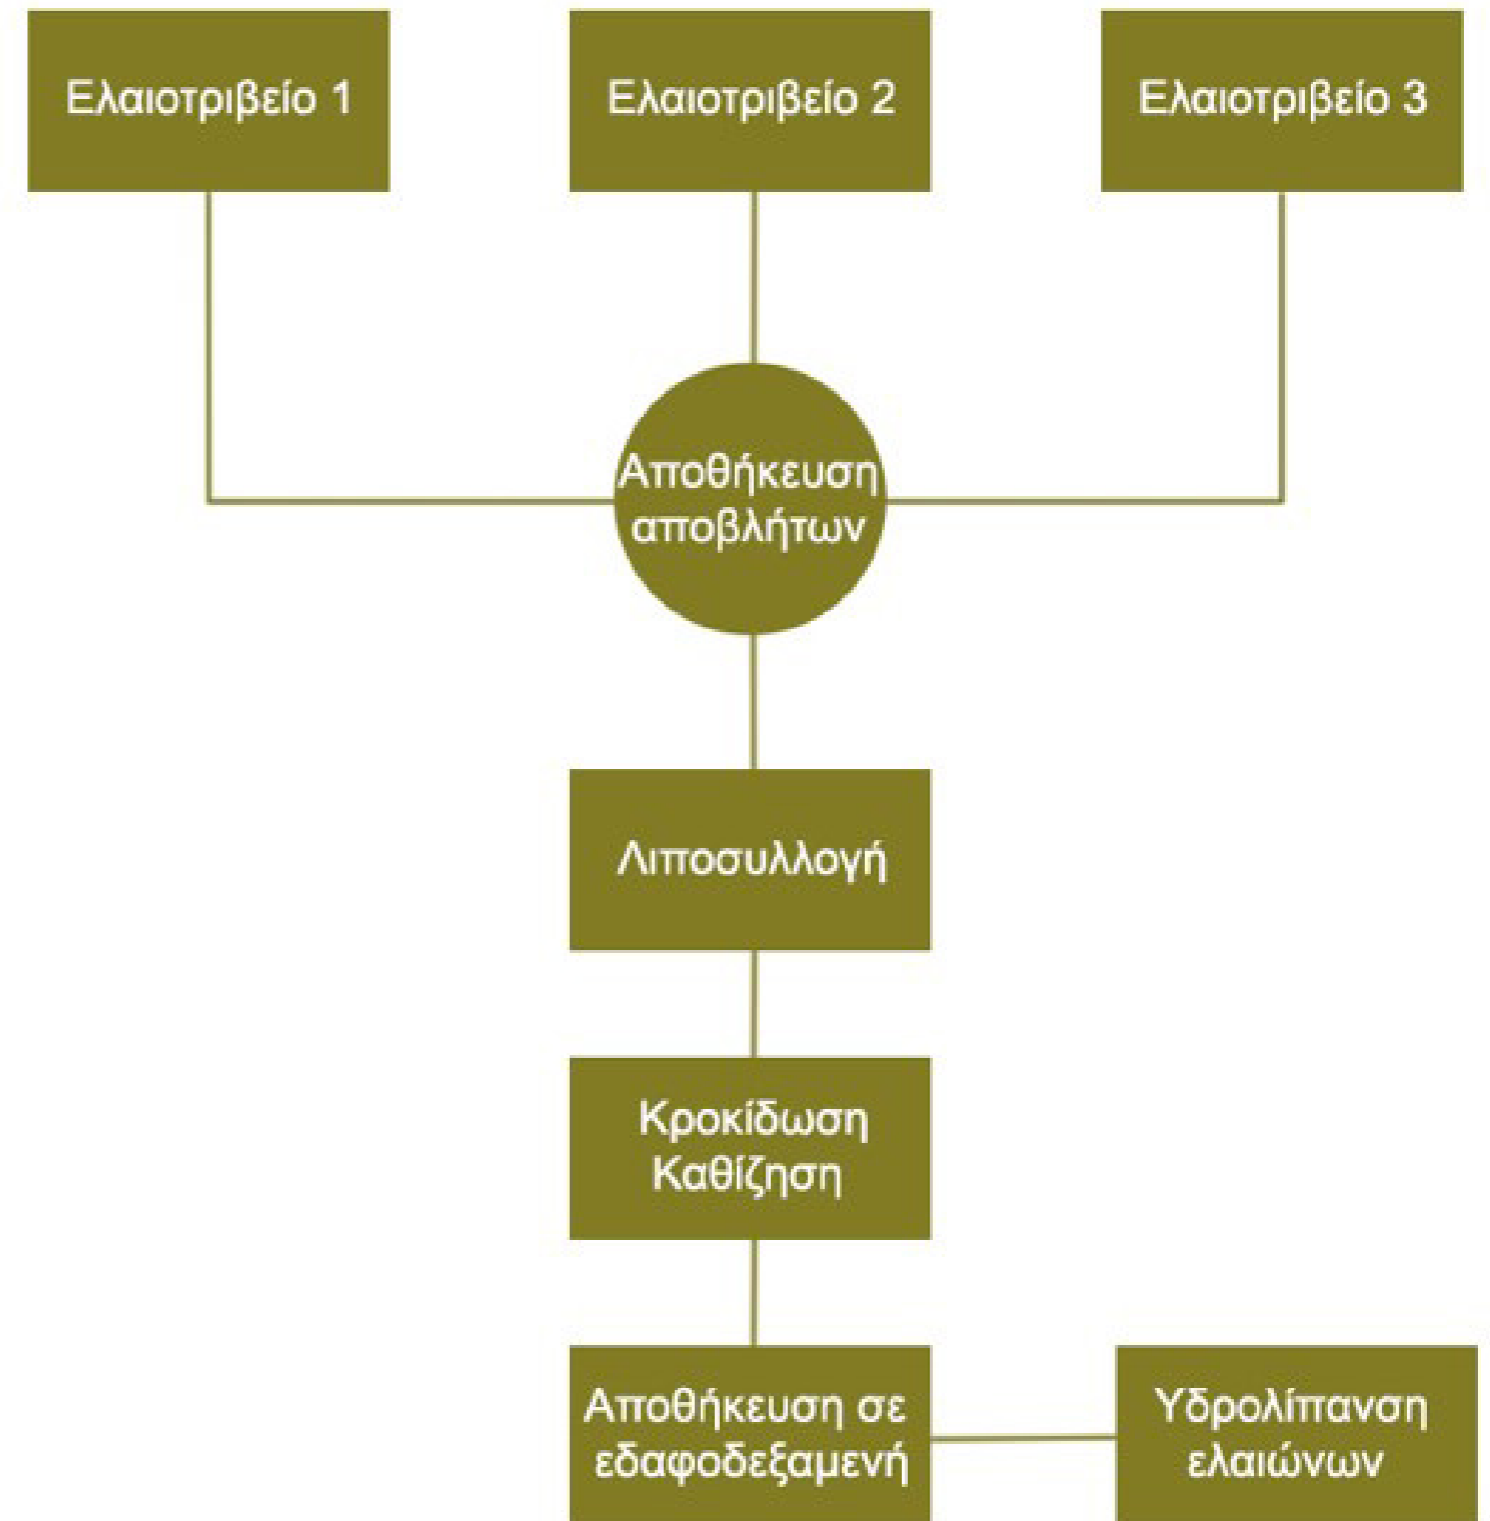 Ελαιοτριβείο 1
Ελαιοτριβείο 2
Ελαιοτριβείο 3
Αποθήκευση
αποβλήτων
Λιποσυλλογή
Κροκίδωση
Καθίζηση
Αποθήκευση σε
εδαφοδεξαμενή
Υδρολίπανση
ελαιώνων